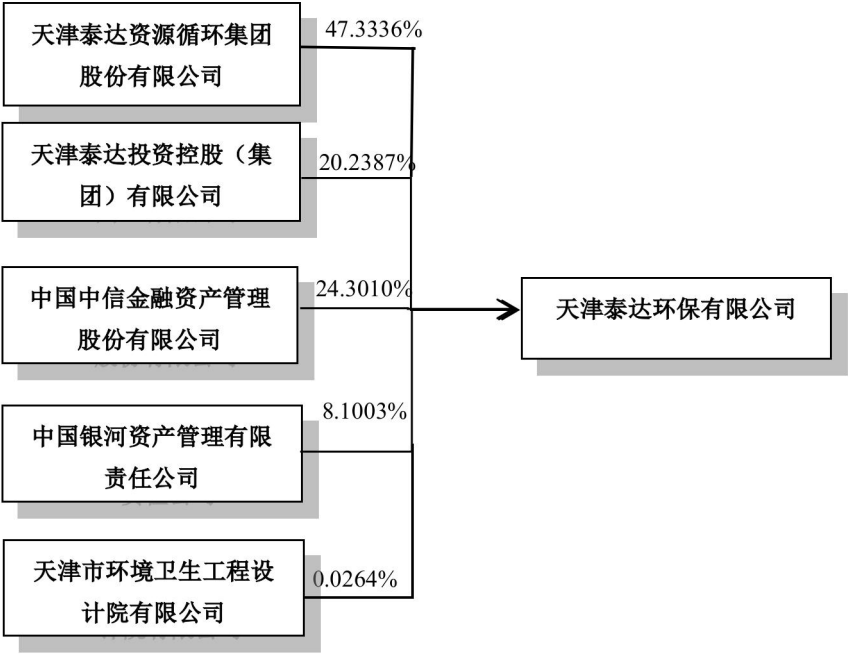 天津泰达资源循环集团
股份有限公司
47.3336%
天津泰达投资控股（集
团）有限公司
20.2387%
中国中信金融资产管理
股份有限公司
24.3010%
天津泰达环保有限公司
中国银河资产管理有限
责任公司
8.1003%
天津市环境卫生工程设
计院有限公司
0.0264%